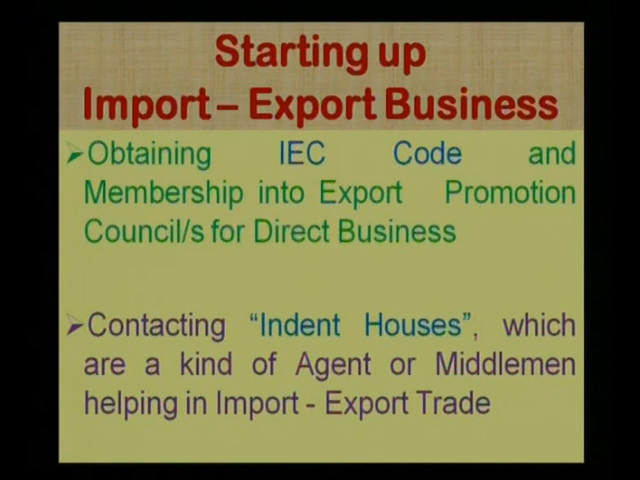 Starting up
Import – Export Business
➢Obtaining IEC Code and
Membership into Export Promotion
Council/s for Direct Business
➢Contacting “Indent Houses”, which
are a kind of Agent or Middlemen
helping in Import - Export Trade